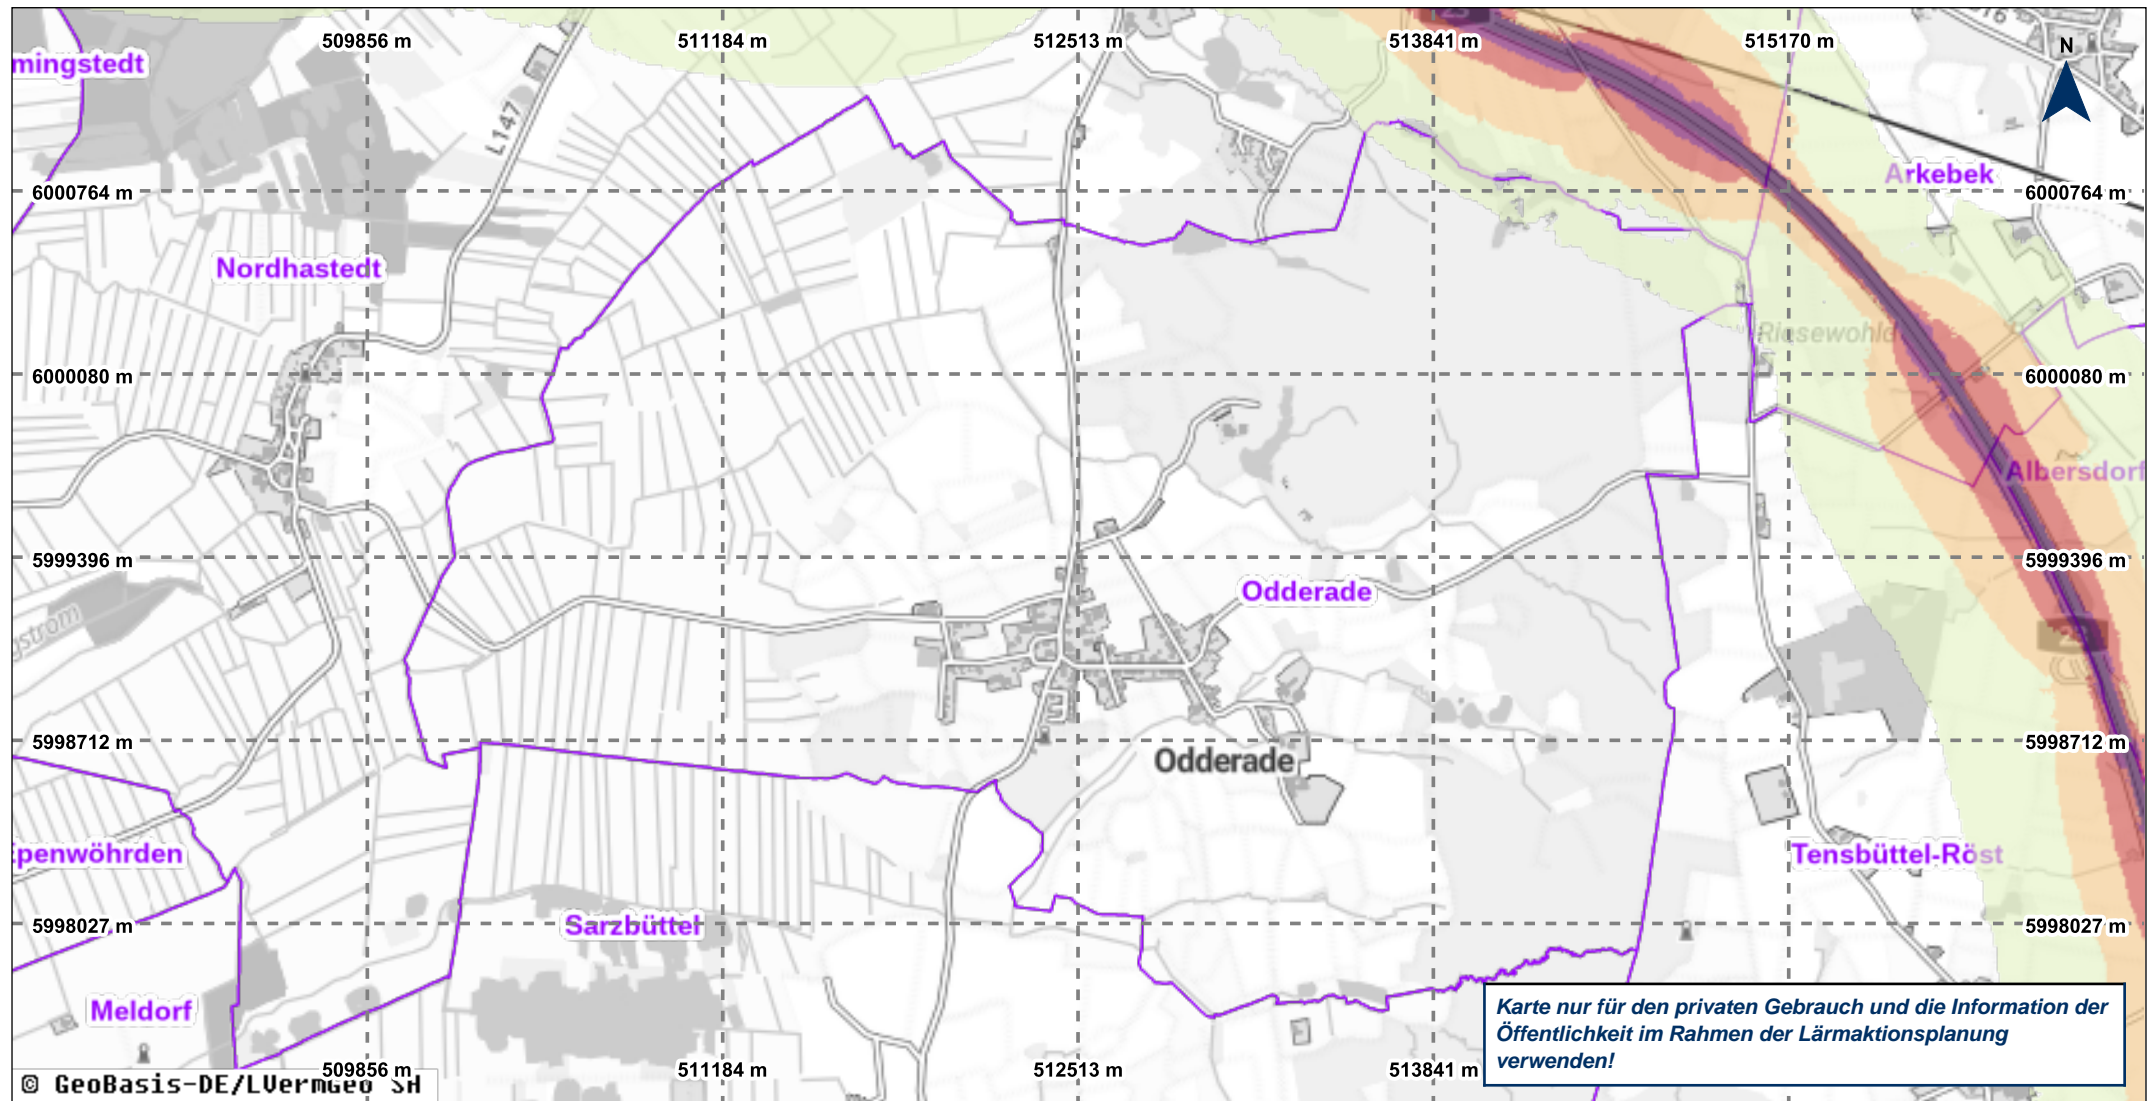 509856 m
511184 m
512513 m
513841 m
515170 m
N
mingstedt
L147
Arkebek
6000764 m
6000764 m
Nordhastedt
Riesewohld
6000080 m
6000080 m
Albersdorf
5999396 m
5999396 m
Odderade
gstrom
5998712 m
5998712 m
Odderade
Epenwöhrden
Tensbüttel-Röst
5998027 m
Sarzbüttel
5998027 m
Meldorf
Karte nur für den privaten Gebrauch und die Information der
Öffentlichkeit im Rahmen der Lärmaktionsplanung
verwenden!
509856 m
511184 m
512513 m
513841 m
© GeoBasis-DE/LVermGeo SH